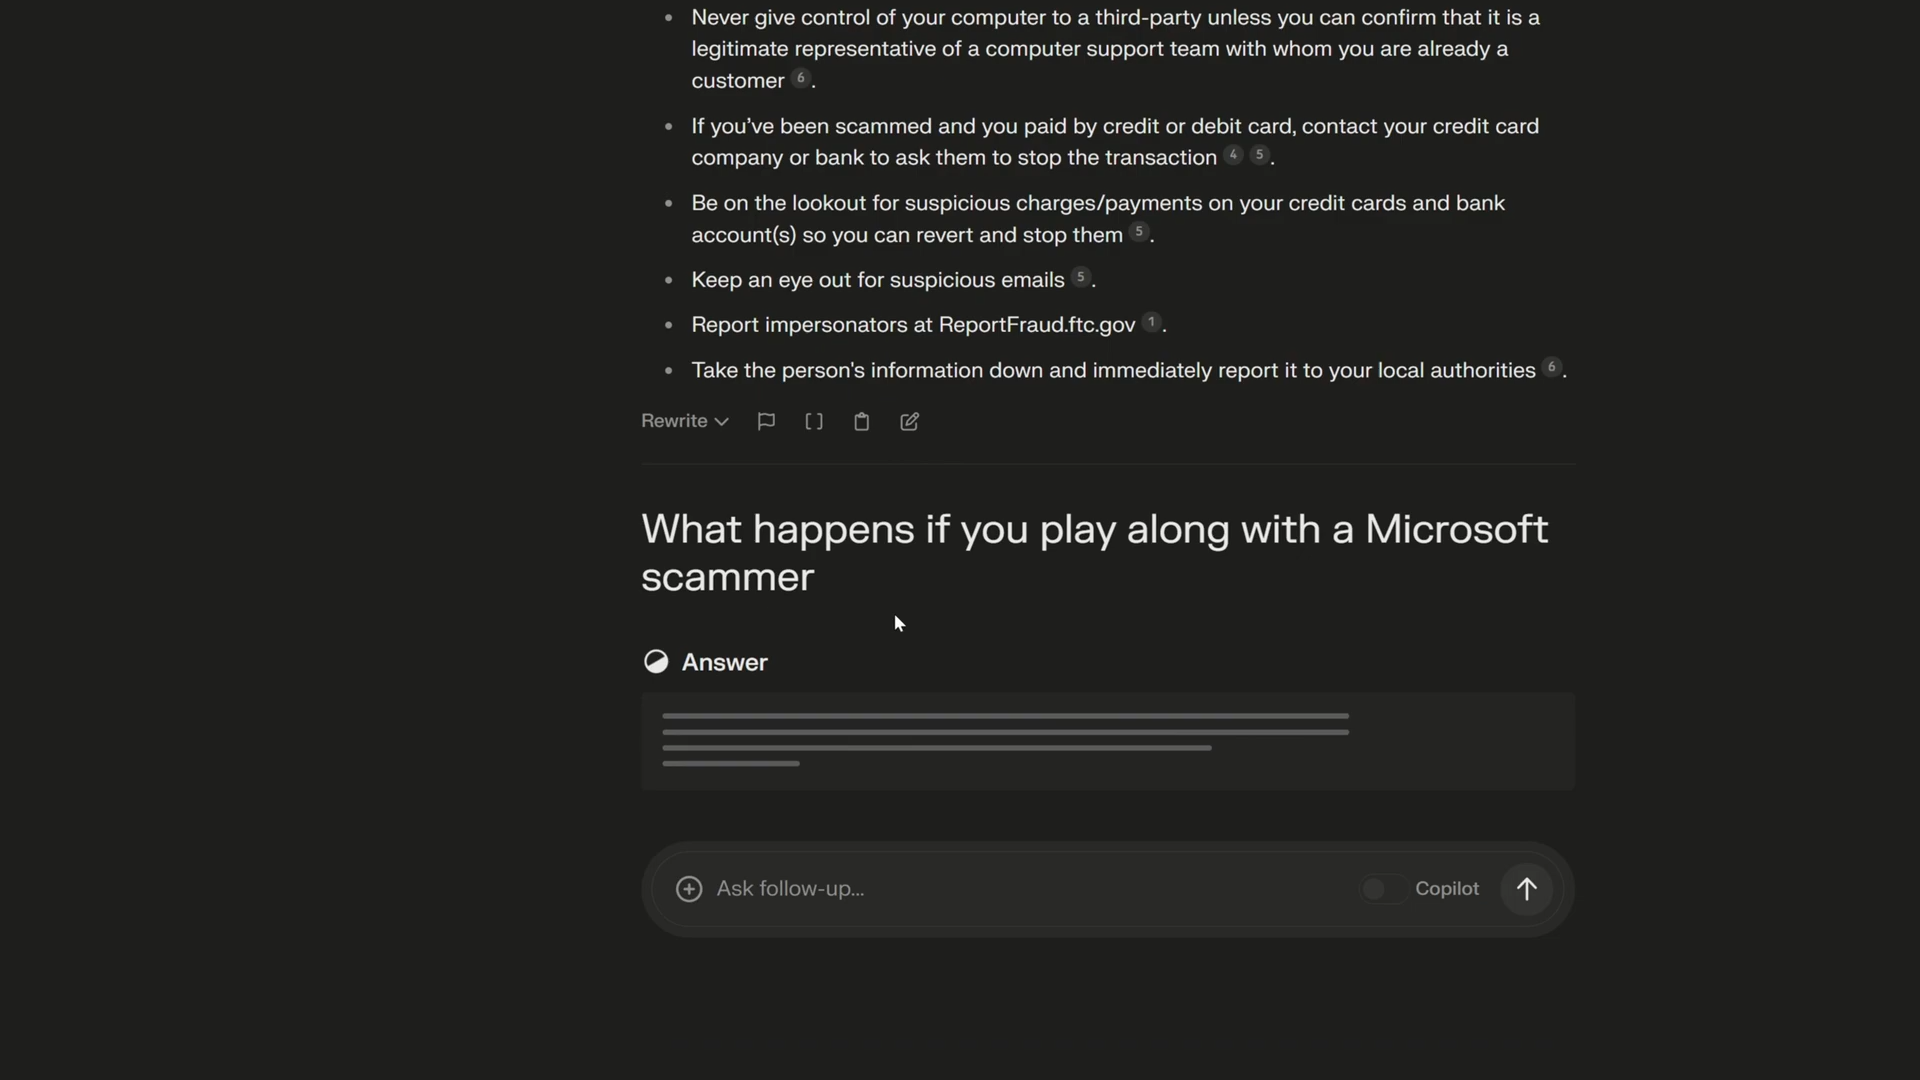 Never give control of your computer to a third-party unless you can confirm that it is a
legitimate representative of a computer support team with whom you are already a
customer 6.
If you’ve been scammed and you paid by credit or debit card, contact your credit card
company or bank to ask them to stop the transaction 4 5.
Be on the lookout for suspicious charges/payments on your credit cards and bank
account(s) so you can revert and stop them 5.
Keep an eye out for suspicious emails 5.
Report impersonators at ReportFraud.ftc.gov 1.
Take the person's information down and immediately report it to your local authorities 6.
Rewrite
What happens if you play along with a Microsoft
scammer
Answer
Ask follow-up...
Copilot